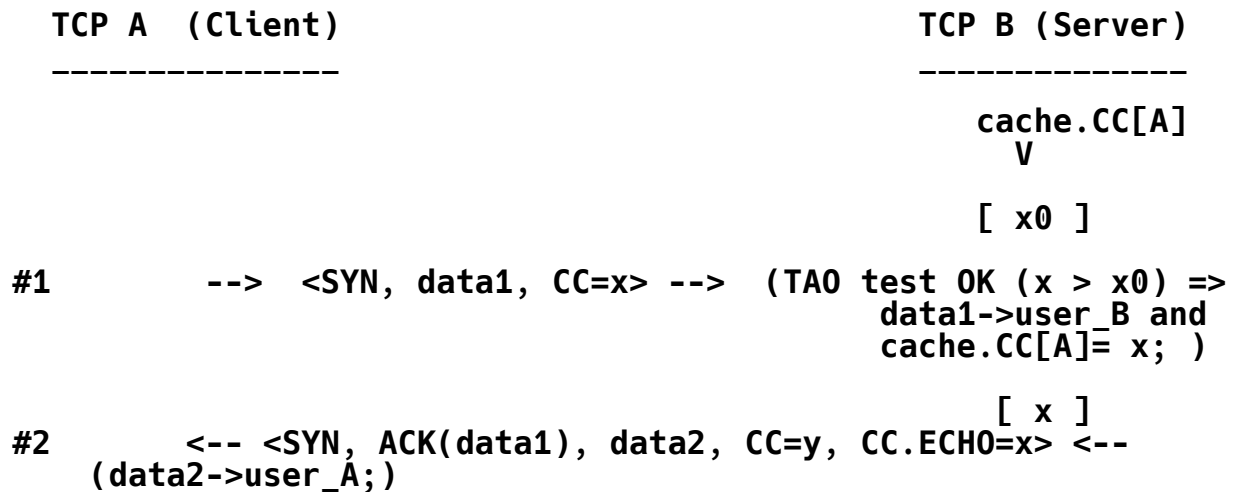 TCP A  (Client)                              TCP B (Server)
_______________                              ______________
cache.CC[A]
V
[ x0 ]
#1        -->  <SYN, data1, CC=x> -->  (TAO test OK (x > x0) =>
data1->user_B and
cache.CC[A]= x; )
[ x ]
#2       <-- <SYN, ACK(data1), data2, CC=y, CC.ECHO=x> <--
(data2->user_A;)